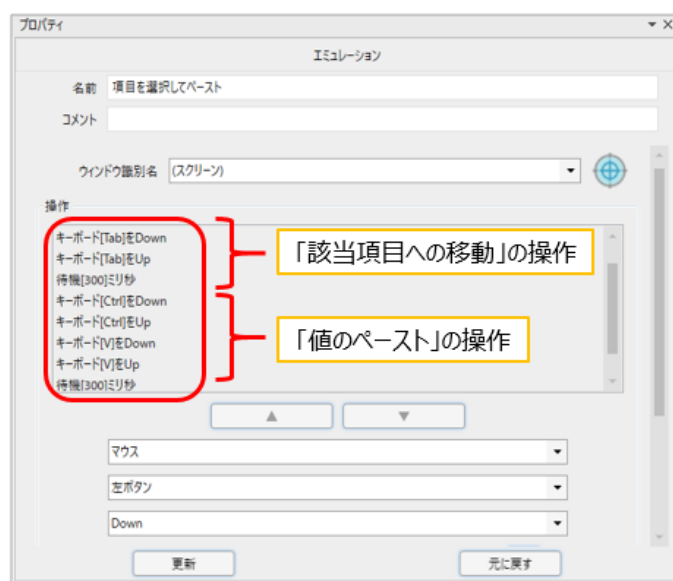 プロパティ
エミュレーション
名前 項目を選択してペースト
コメント
ウィンドウ識別名 (スクリーン)
操作
キーボード[Tab]をDown
キーボード[Tab]をUp
待機[300]ミリ秒
キーボード[Ctrl]をDown
キーボード[Ctrl]をUp
キーボード[V]をDown
キーボード[V]をUp
待機[300]ミリ秒
「該当項目への移動」の操作
「値のペースト」の操作
マウス
左ボタン
Down
更新
元に戻す